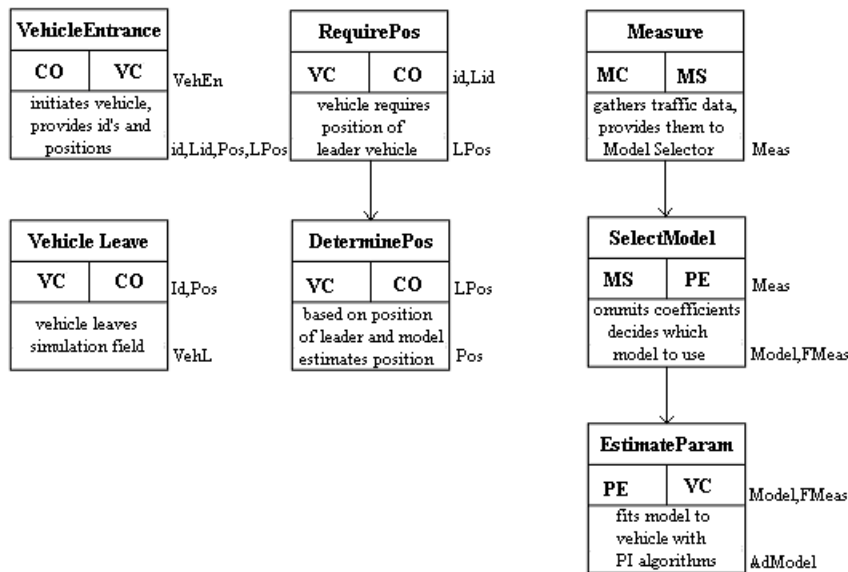 VehicleEntrance
CO VC
VehEn
initiates vehicle,
provides id's and
positions
id,Lid,Pos,LPos
RequirePos
VC CO
id,Lid
vehicle requires
position of
leader vehicle
LPos
Measure
MC MS
gathers traffic data,
provides them to
Model Selector
Meas
Vehicle Leave
VC CO
Id,Pos
vehicle leaves
simulation field
VehL
DeterminePos
VC CO
LPos
based on position
of leader and model
estimates position
Pos
SelectModel
MS PE
Meas
ommits coefficients
decides which
model to use
Model,FMeas
EstimateParam
PE VC
Model,FMeas
fits model to
vehicle with
PI algorithms
AdModel